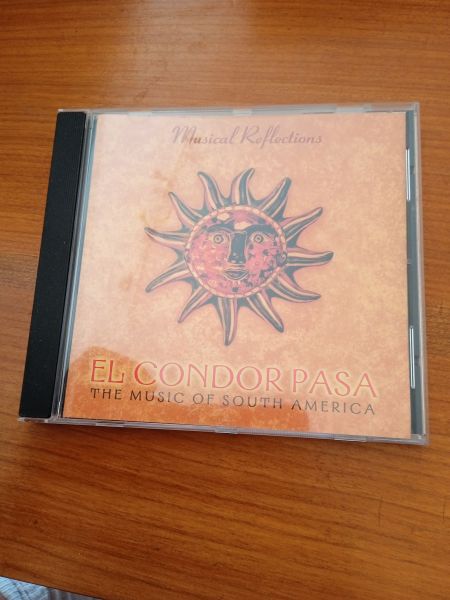 Musical Reflections
EL CONDOR PASA
THE MUSIC OF SOUTH AMERICA